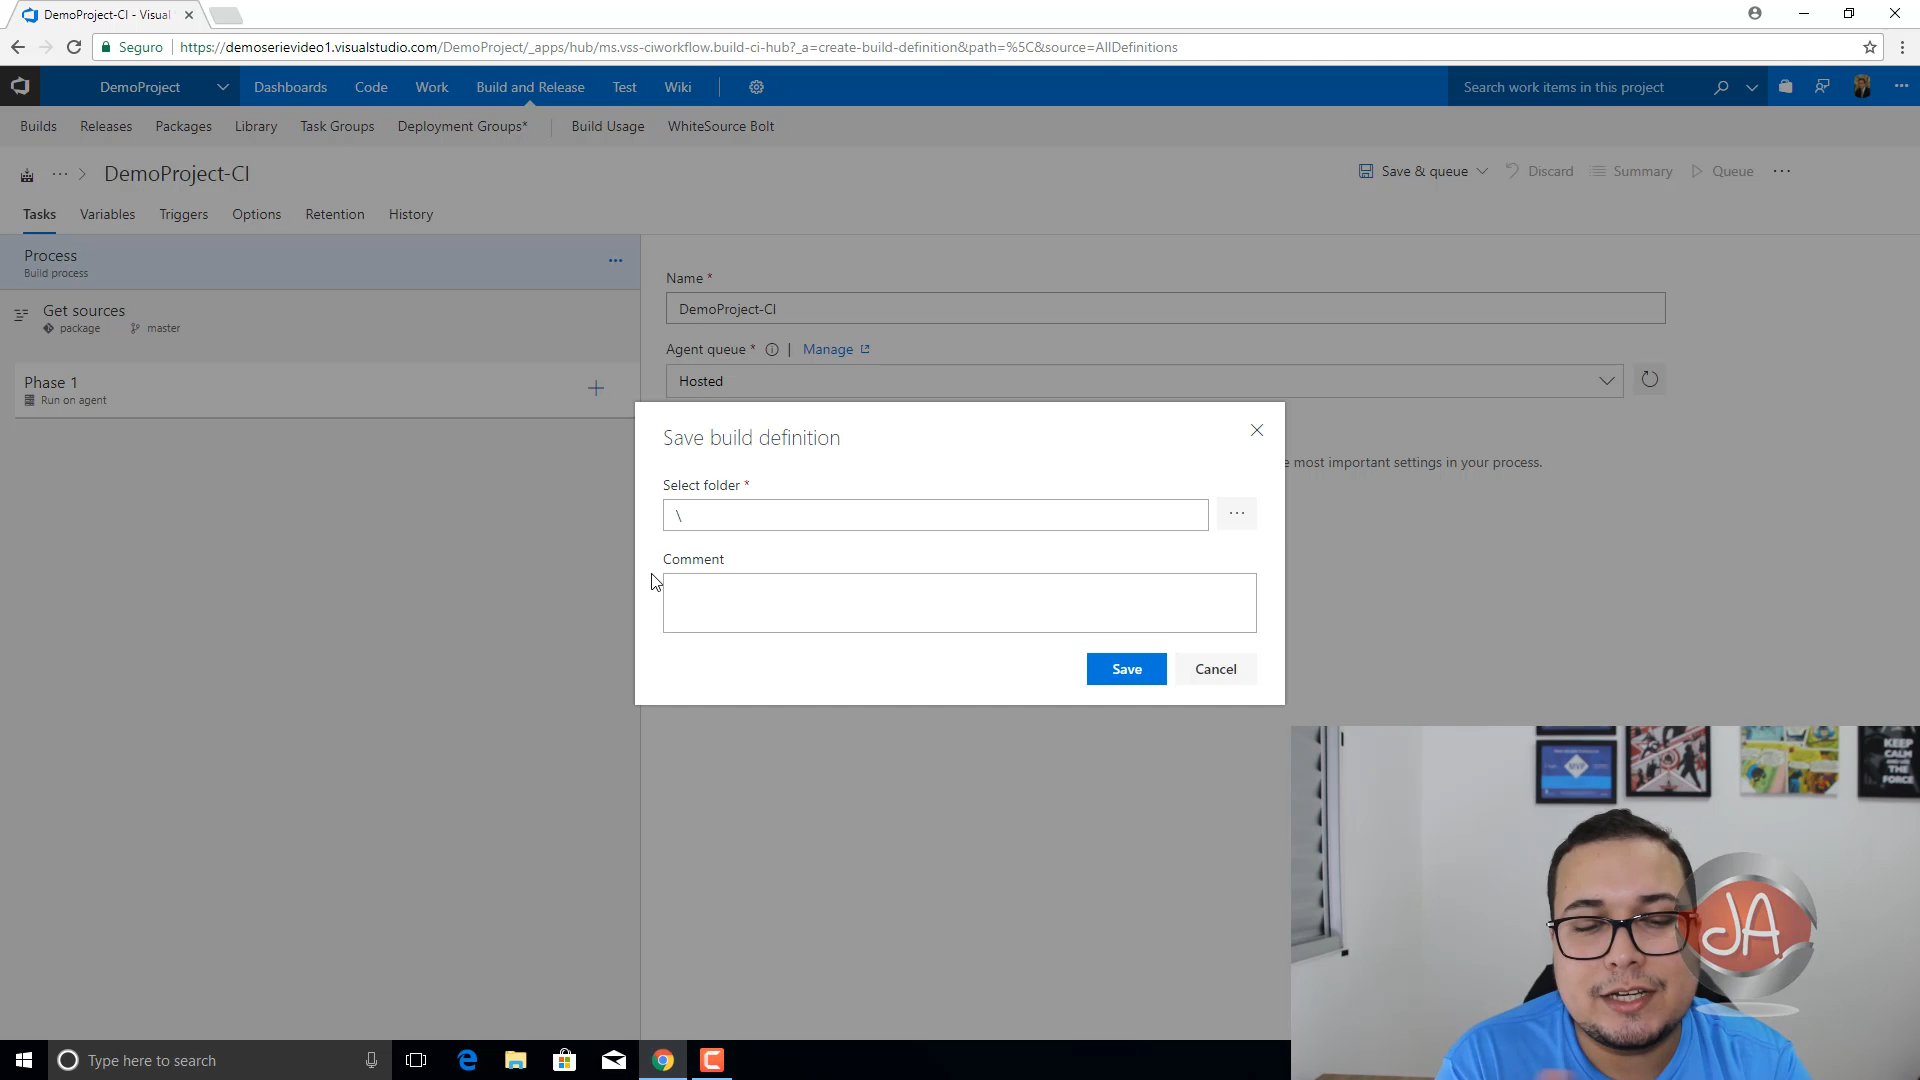 DemoProject-CI - Visual
Seguro
https://demoserievideo1.visualstudio.com/DemoProject/_apps/hub/ms.vss-ciworkflow.build-ci-hub?_a=create-build-definition&path=%5C&source=AllDefinitions
DemoProject Dashboards Code Work Build and Release Test Wiki Search work items in this project
Builds Releases Packages Library Task Groups Deployment Groups* Build Usage WhiteSource Bolt
... > DemoProject-CI Save & queue Discard Summary Queue ...
Tasks Variables Triggers Options Retention History
Process
Build process
Get sources
package master
Phase 1
Run on agent
Name *
DemoProject-CI
Agent queue * | Manage
Hosted
e most important settings in your process.
Save build definition
Select folder *
\
...
Comment
Save Cancel
MVP
KEEP
CALM
AND USE
THE
FORCE
JA
Type here to search